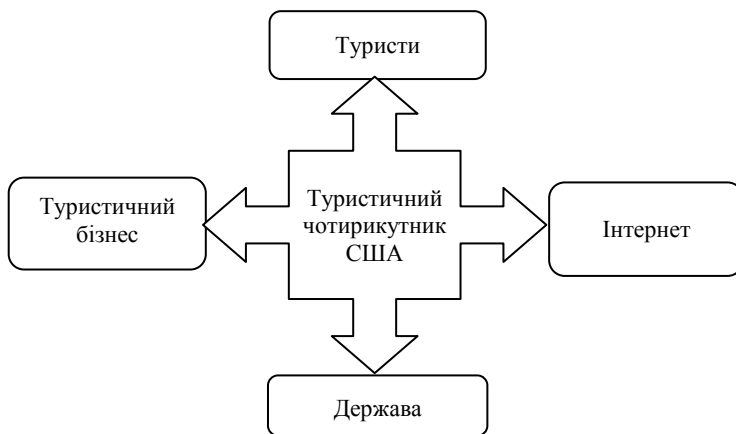 Туристи
Туристичний
бізнес
Туристичний
чотирикутник
США
Інтернет
Держава